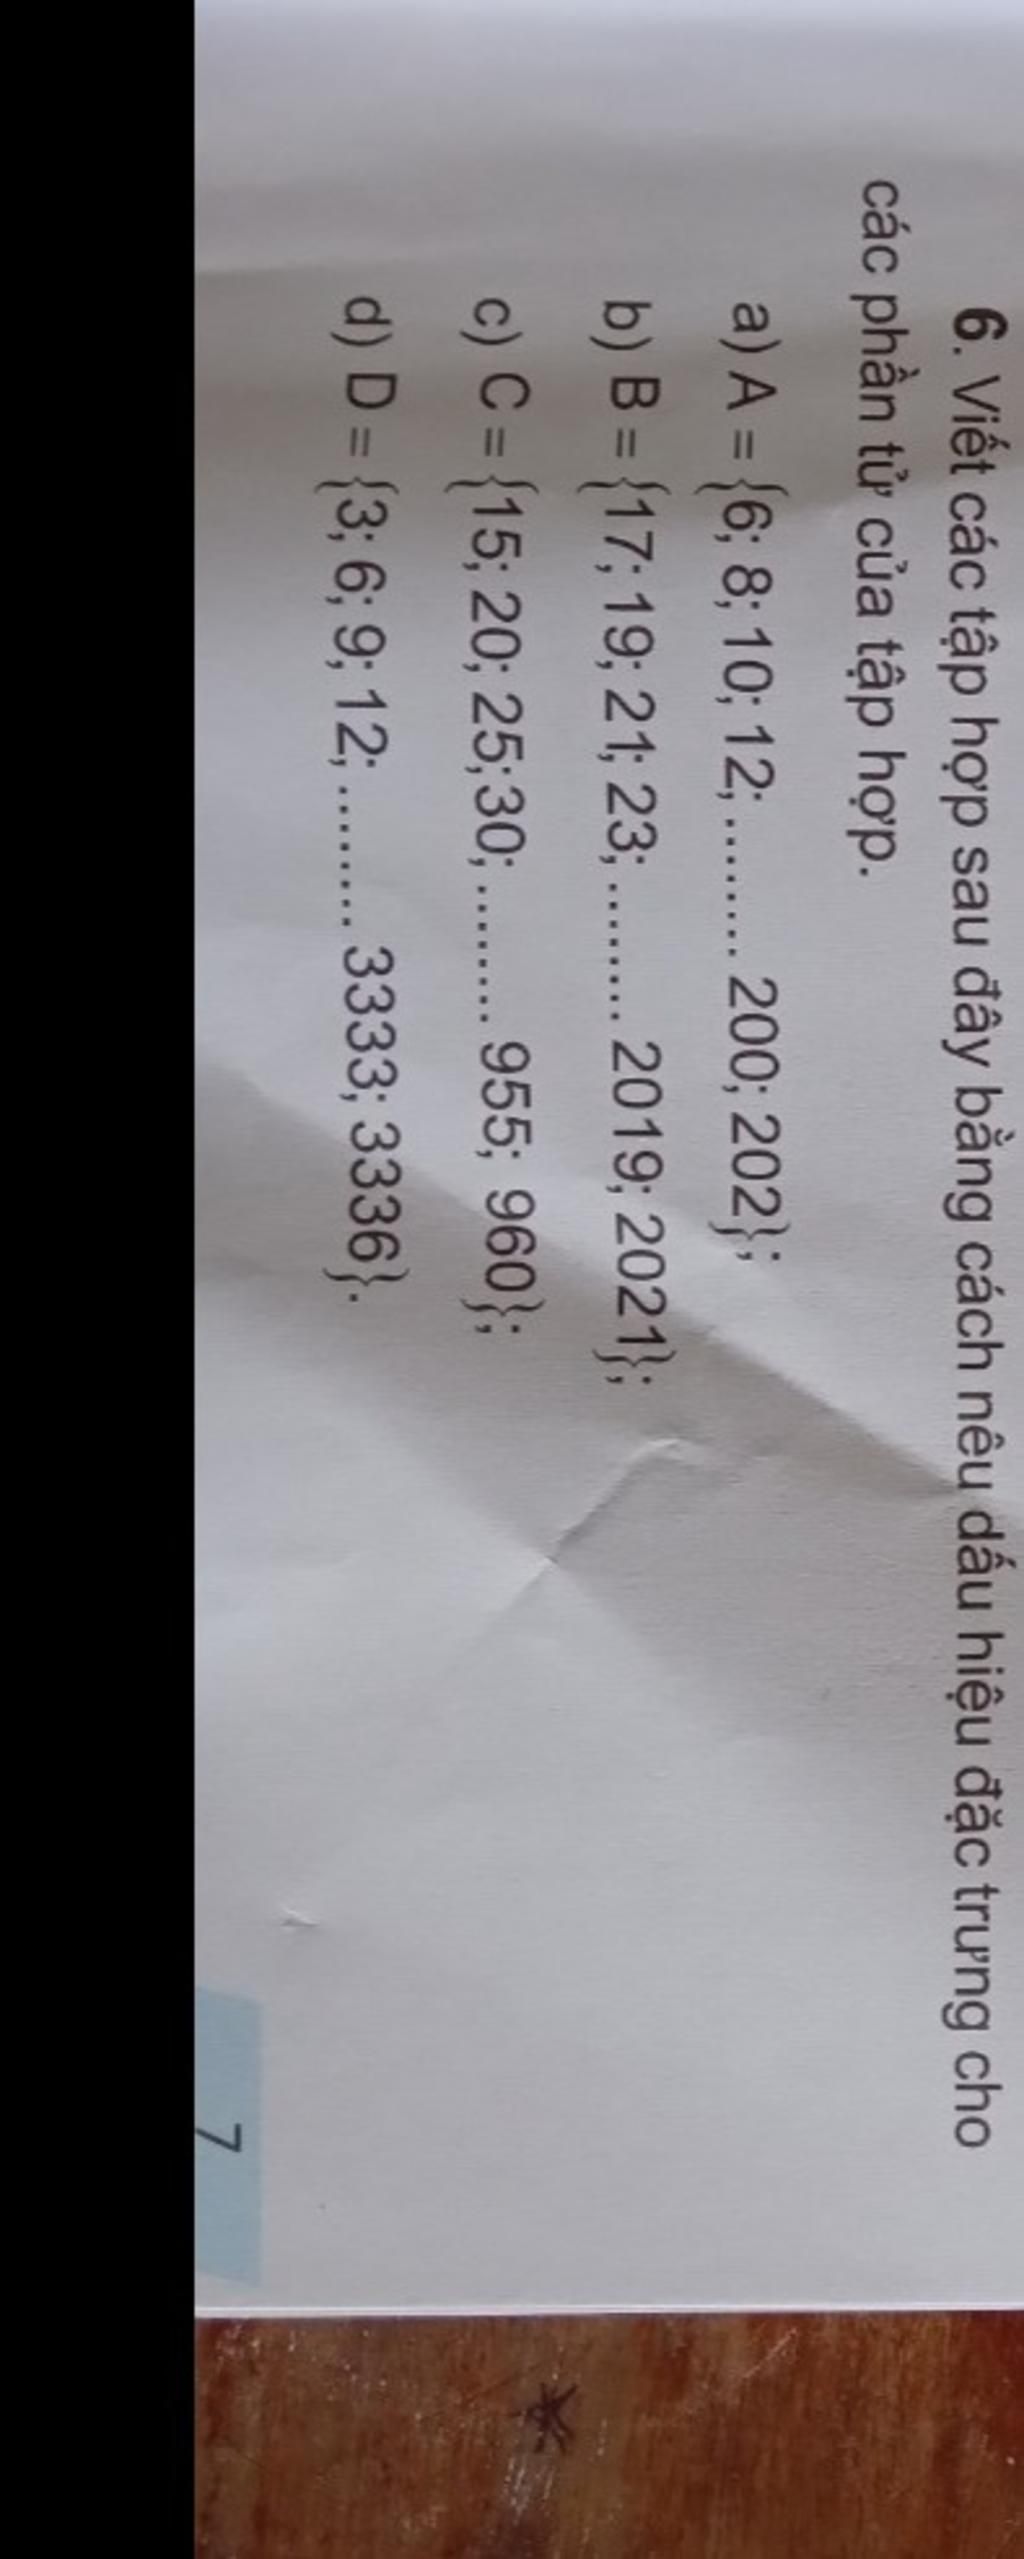 6. Viết các tập hợp sau đây bằng cách nêu dấu hiệu đặc trưng cho
các phần tử của tập hợp.
a) A = {6; 8; 10; 12; ........ 200; 202};
b) B = {17; 19; 21; 23; ........ 2019; 2021};
c) C = {15; 20; 25;30; ........ 955; 960};
d) D = {3; 6; 9; 12; ........ 3333; 3336}.
7